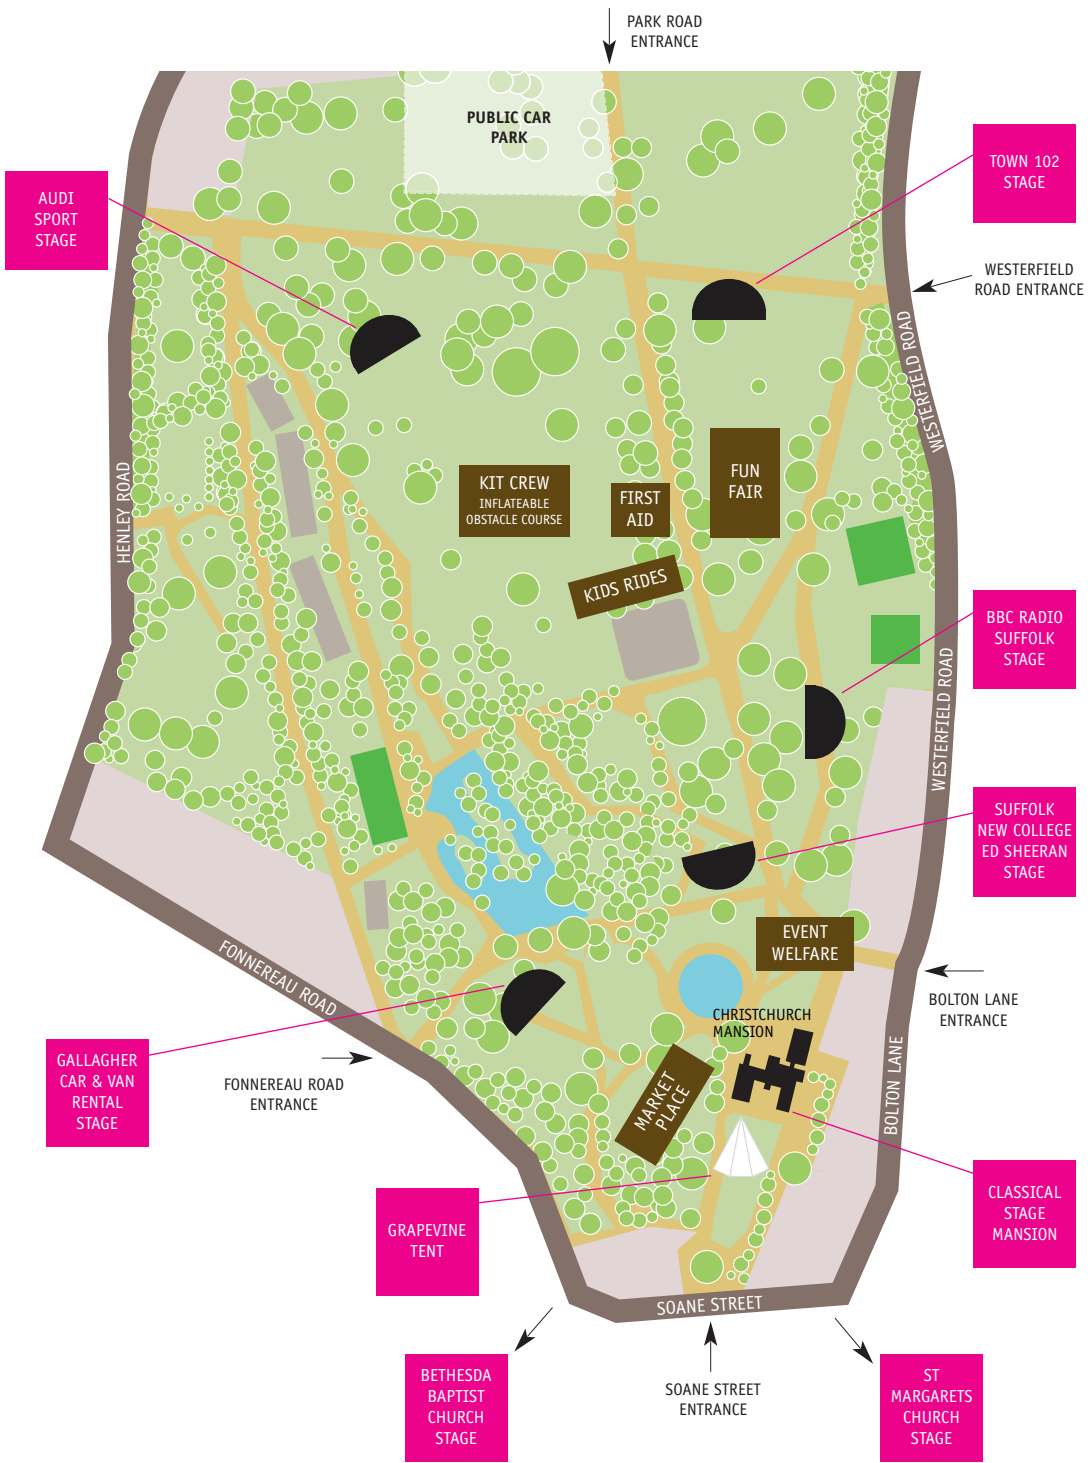 PARK ROAD
ENTRANCE
PUBLIC CAR
PARK
TOWN 102
STAGE
AUDI
SPORT
STAGE
WESTERFIELD
ROAD ENTRANCE
WESTERFIELD ROAD
HENLEY ROAD
KIT CREW
INFLATEABLE
OBSTACLE COURSE
FIRST
AID
FUN
FAIR
KIDS RIDES
BBC RADIO
SUFFOLK
STAGE
WESTERFIELD ROAD
SUFFOLK
NEW COLLEGE
ED SHEERAN
STAGE
EVENT
WELFARE
FONNEREAU ROAD
BOLTON LANE
ENTRANCE
CHRISTCHURCH
MANSION
GALLAGHER
CAR & VAN
RENTAL
STAGE
FONNEREAU ROAD
ENTRANCE
MARKET
PLACE
BOLTON LANE
CLASSICAL
STAGE
MANSION
GRAPEVINE
TENT
SOANE STREET
BETHESDA
BAPTIST
CHURCH
STAGE
SOANE STREET
ENTRANCE
ST
MARGARETS
CHURCH
STAGE